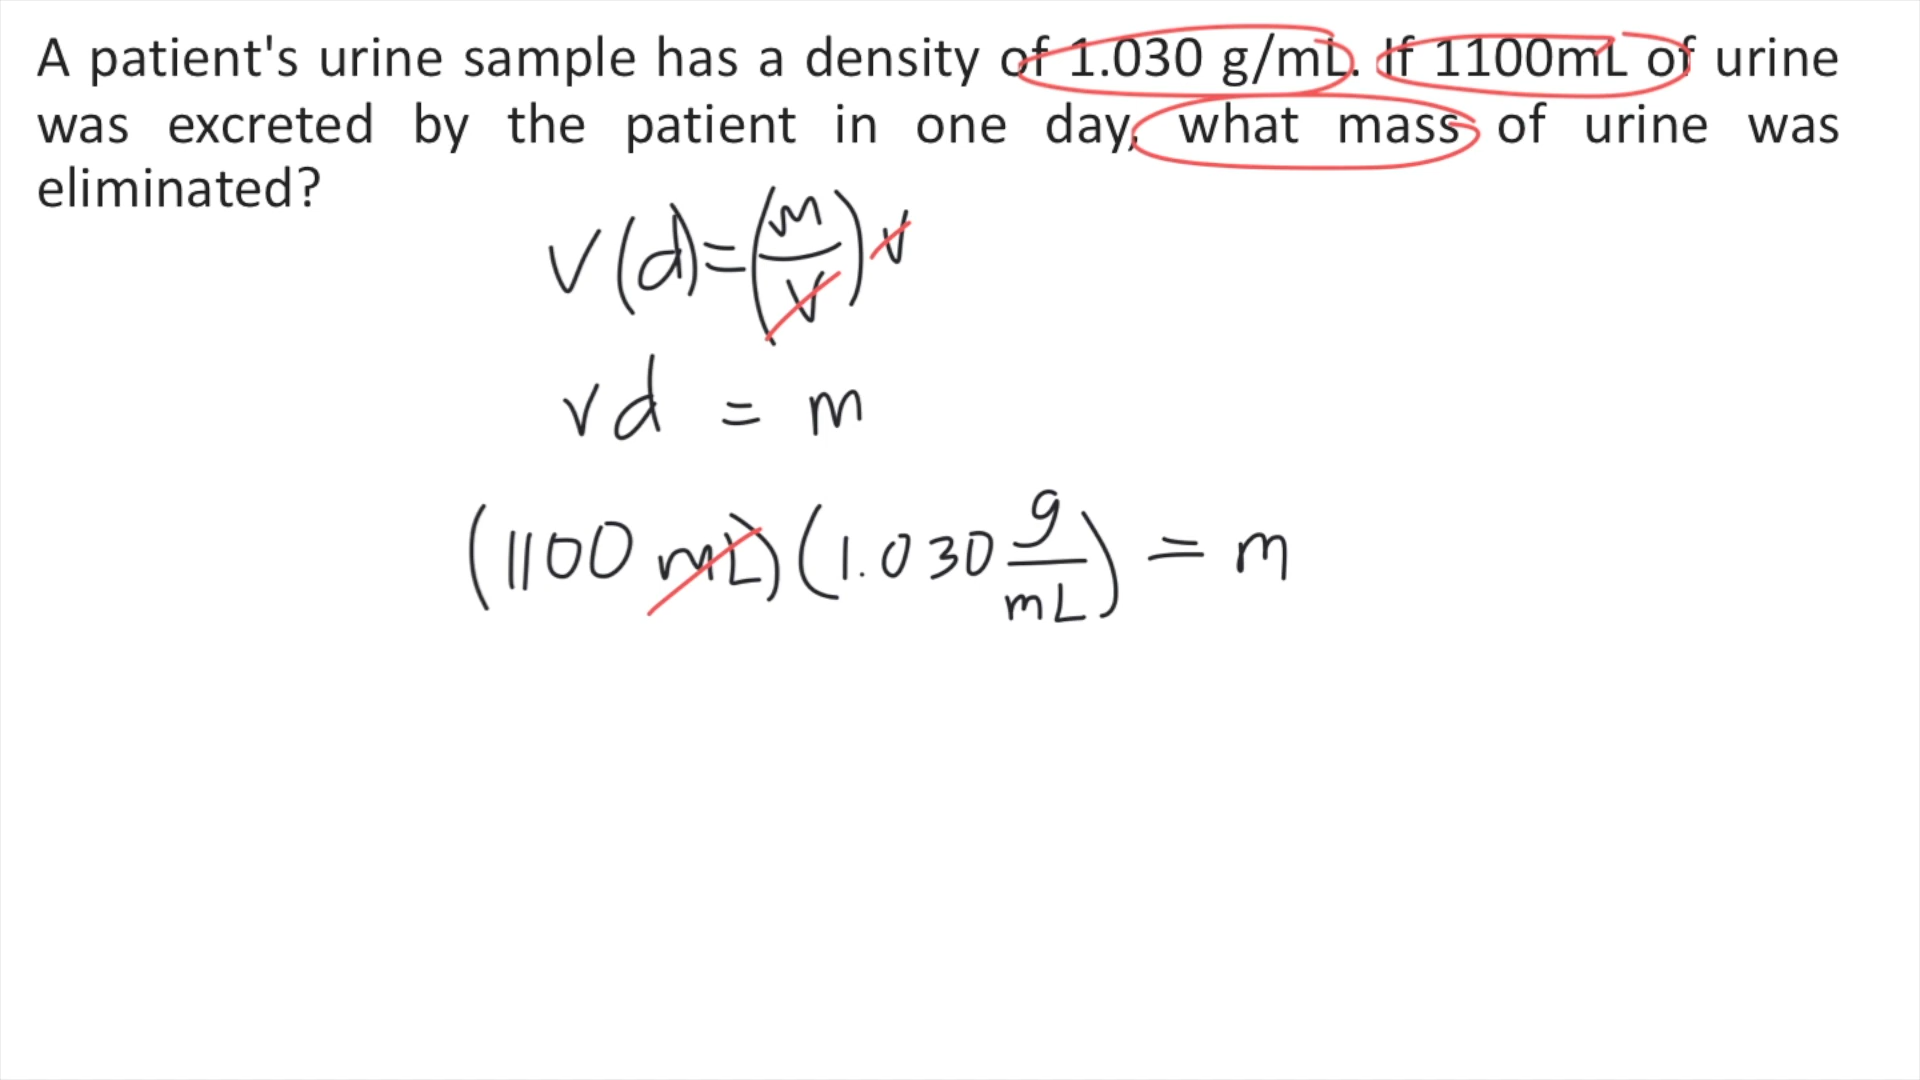 A patient's urine sample has a density of 1.030 g/mL. If 1100mL of urine
was excreted by the patient in one day, what mass of urine was
eliminated?
V(d)=(m/V)V
Vd = m
(1100 mL)(1.030 g/mL) = m